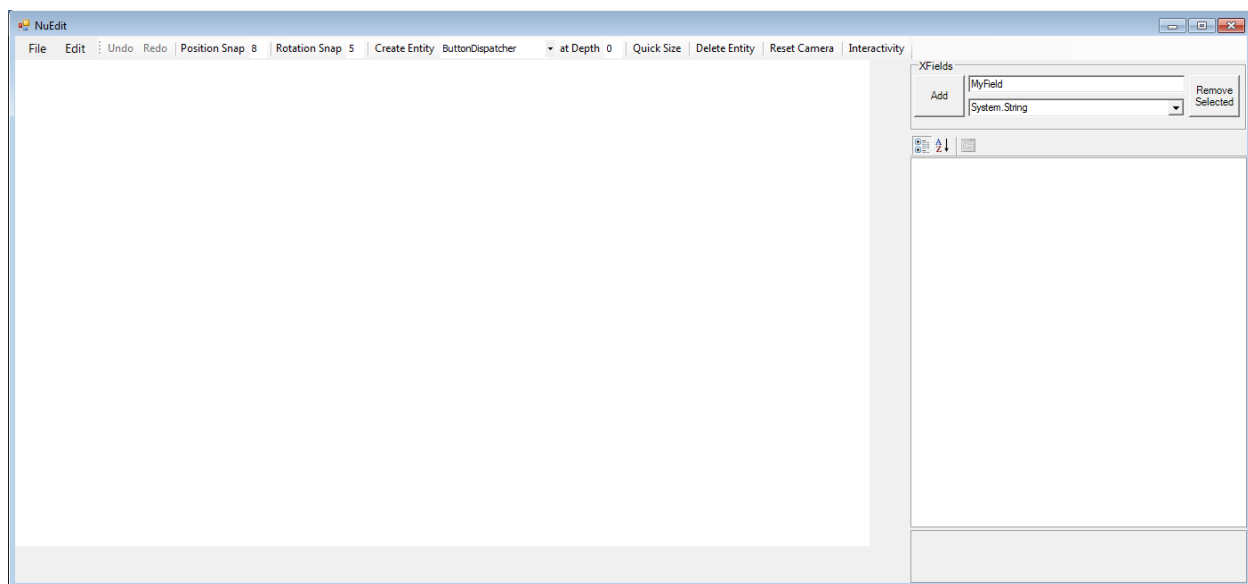 NuEdit
File Edit Undo Redo Position Snap 8 Rotation Snap 5 Create Entity ButtonDispatcher at Depth 0 Quick Size Delete Entity Reset Camera Interactivity
XFields
Add
MyField
System.String
Remove
Selected